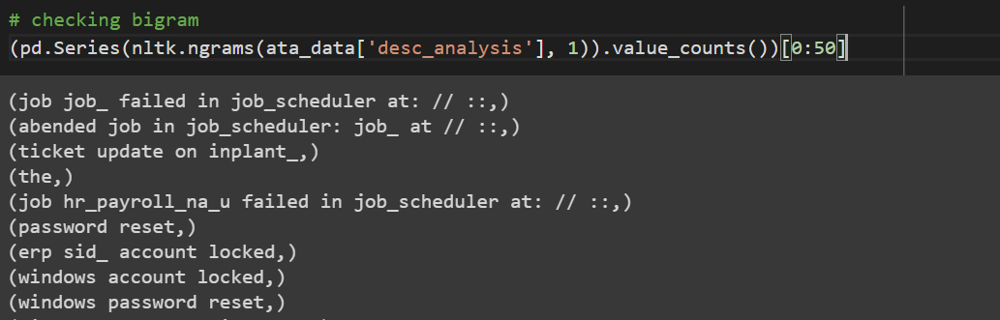 # checking bigram
(pd.Series(nltk.ngrams(ata_data['desc_analysis'], 1)).value_counts())[0:50]
(job job_ failed in job_scheduler at: // ::,)
(abended job in job_scheduler: job_ at // ::,)
(ticket update on inplant_,)
(the,)
(job hr_payroll_na_u failed in job_scheduler at: // ::,)
(password reset,)
(erp sid_ account locked,)
(windows account locked,)
(windows password reset,)